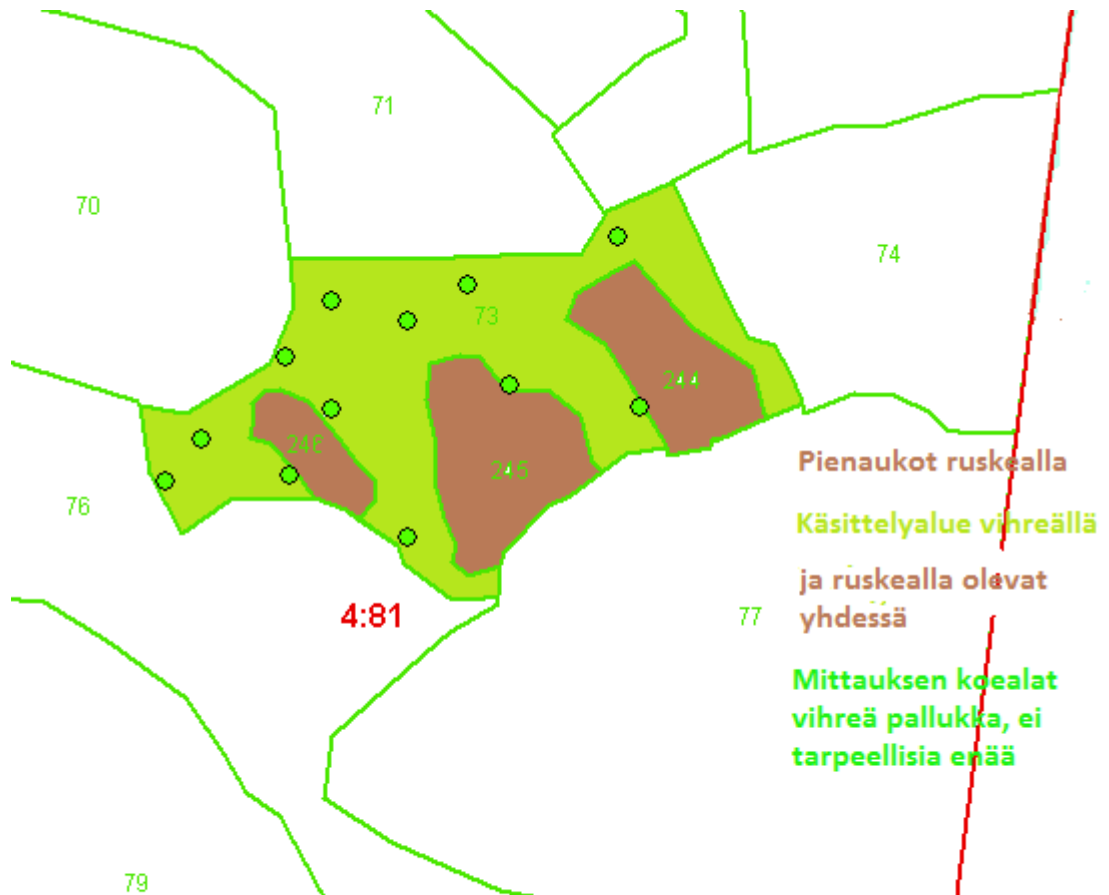 71
70
74
73
244
246
245
76
Pienaukot ruskealla
Käsittelyalue vihreällä
ja ruskealla olevat
yhdessä
4:81
77
Mittauksen koealat
vihreä pallukka, ei
tarpeellisia enää
79